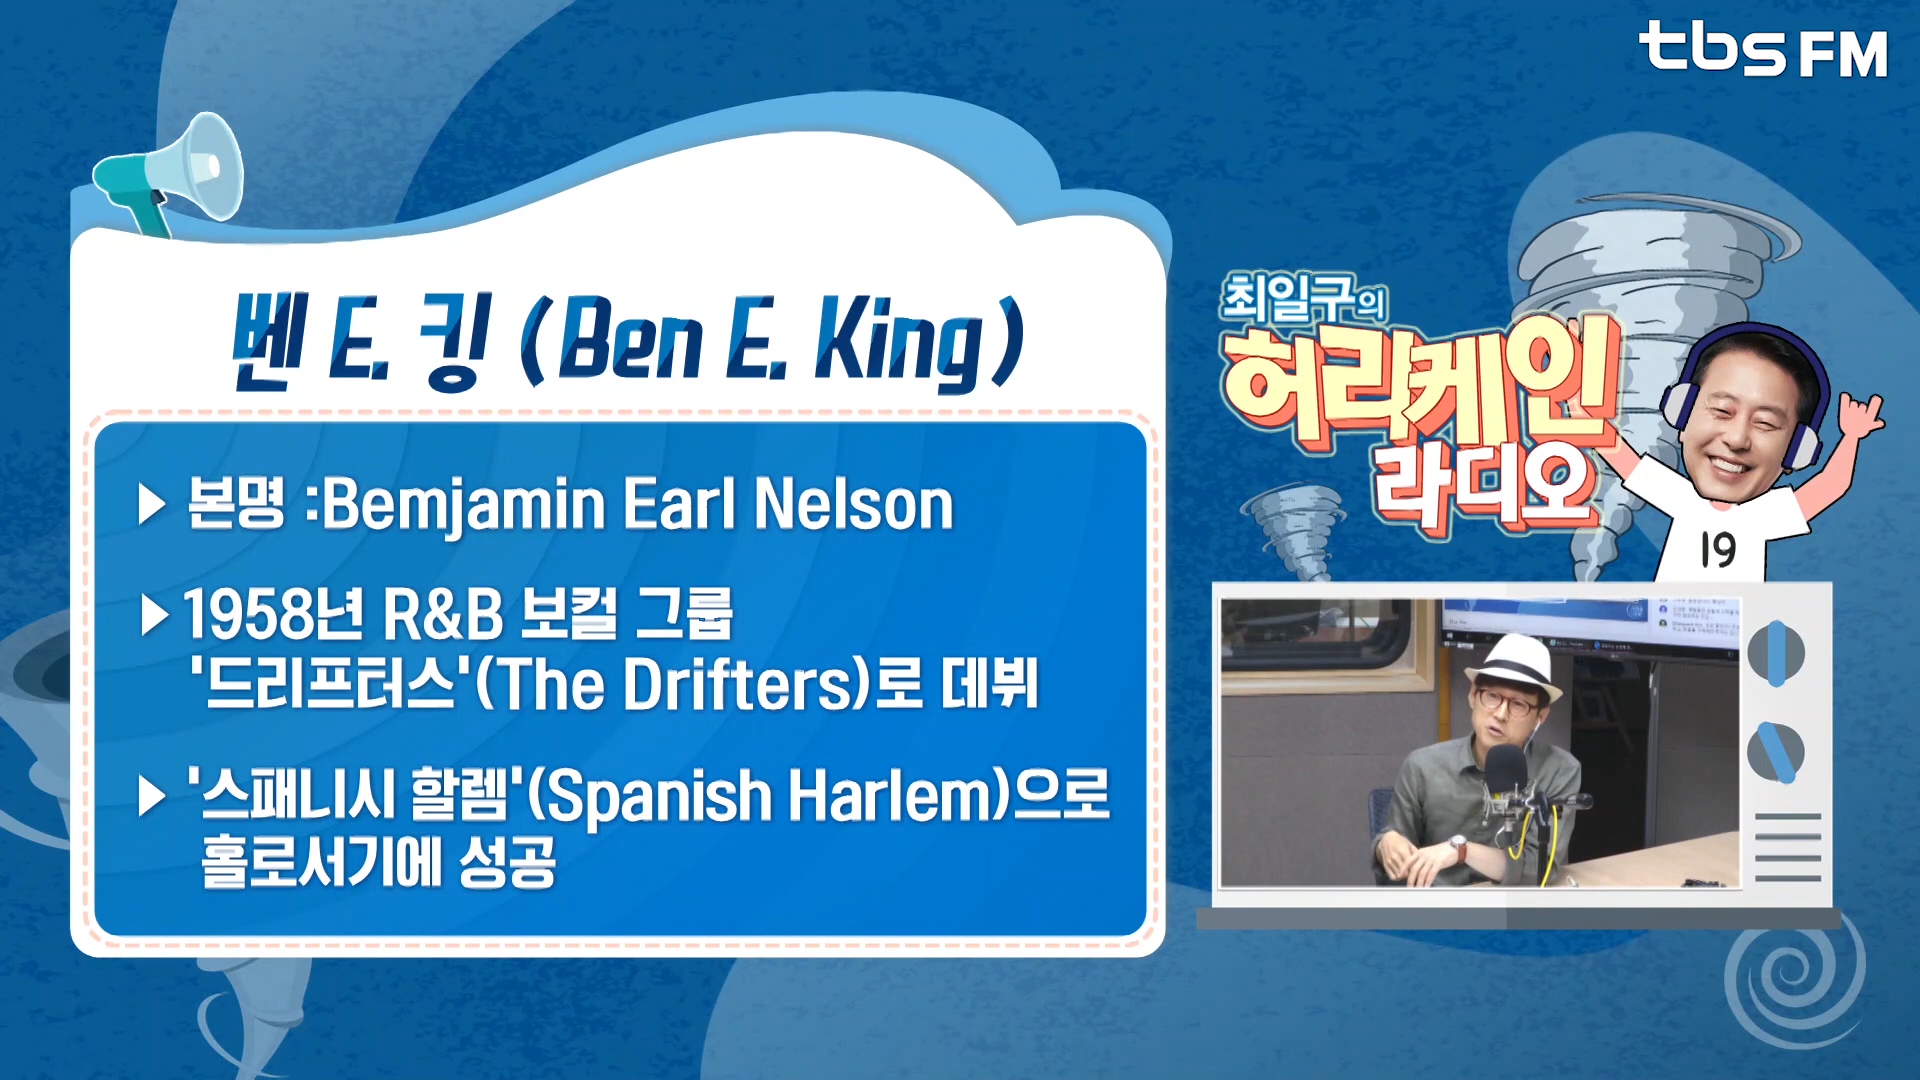 tbs FM
벤 E. 킹 (Ben E. King)
▶ 본명 :Bemjamin Earl Nelson
▶ 1958년 R&B 보컬 그룹
'드리프터스'(The Drifters)로 데뷔
▶ '스패니시 할렘'(Spanish Harlem)으로
홀로서기에 성공
최일구의
허리케인
라디오
19